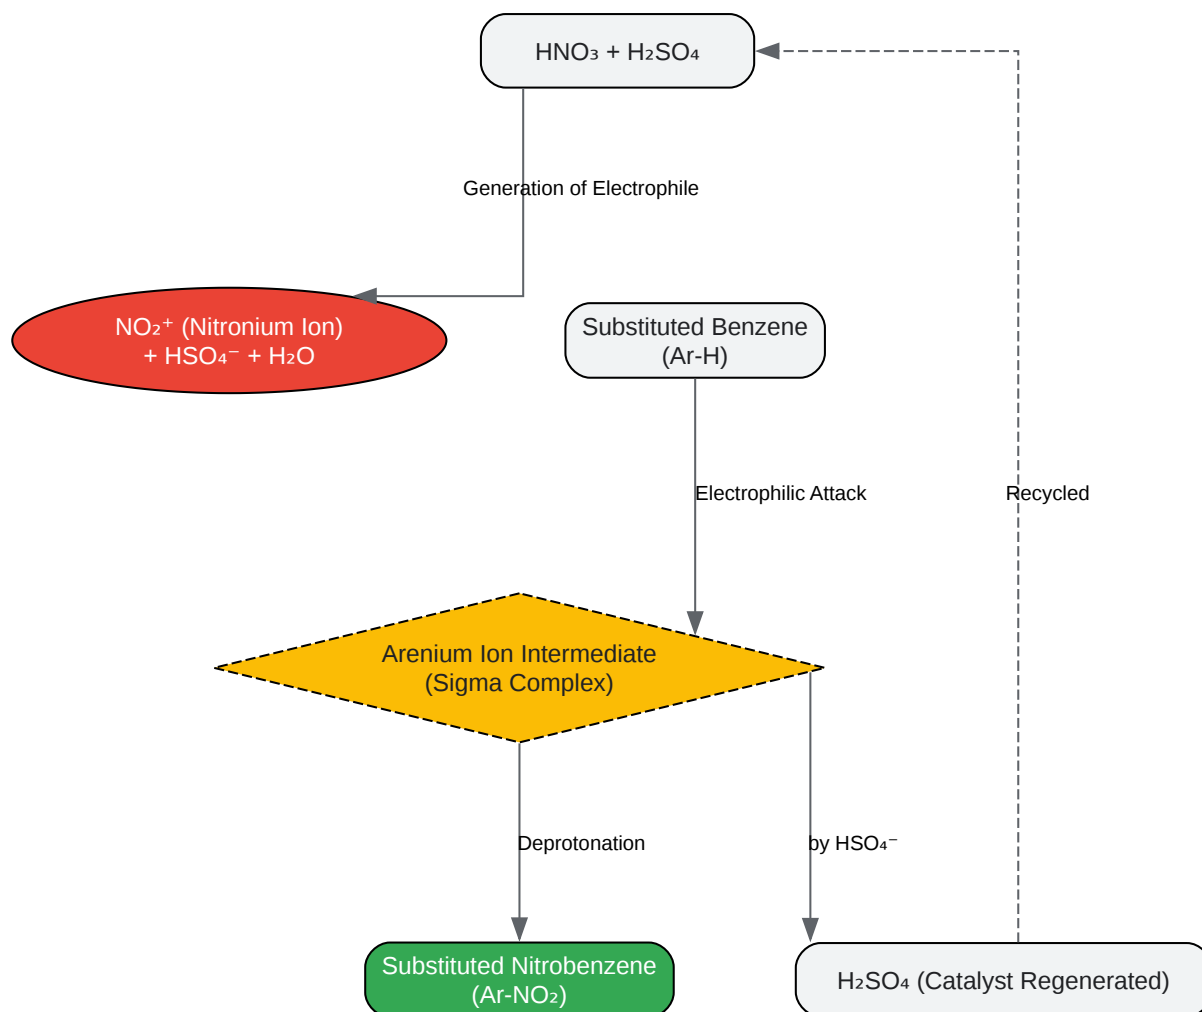 HNO₃ + H₂SO₄
Generation of Electrophile
NO₂⁺ (Nitronium Ion)
+ HSO₄⁻ + H₂O
Substituted Benzene
(Ar-H)
Electrophilic Attack
Recycled
Arenium Ion Intermediate
(Sigma Complex)
Deprotonation
by HSO₄⁻
Substituted Nitrobenzene
(Ar-NO₂)
H₂SO₄ (Catalyst Regenerated)